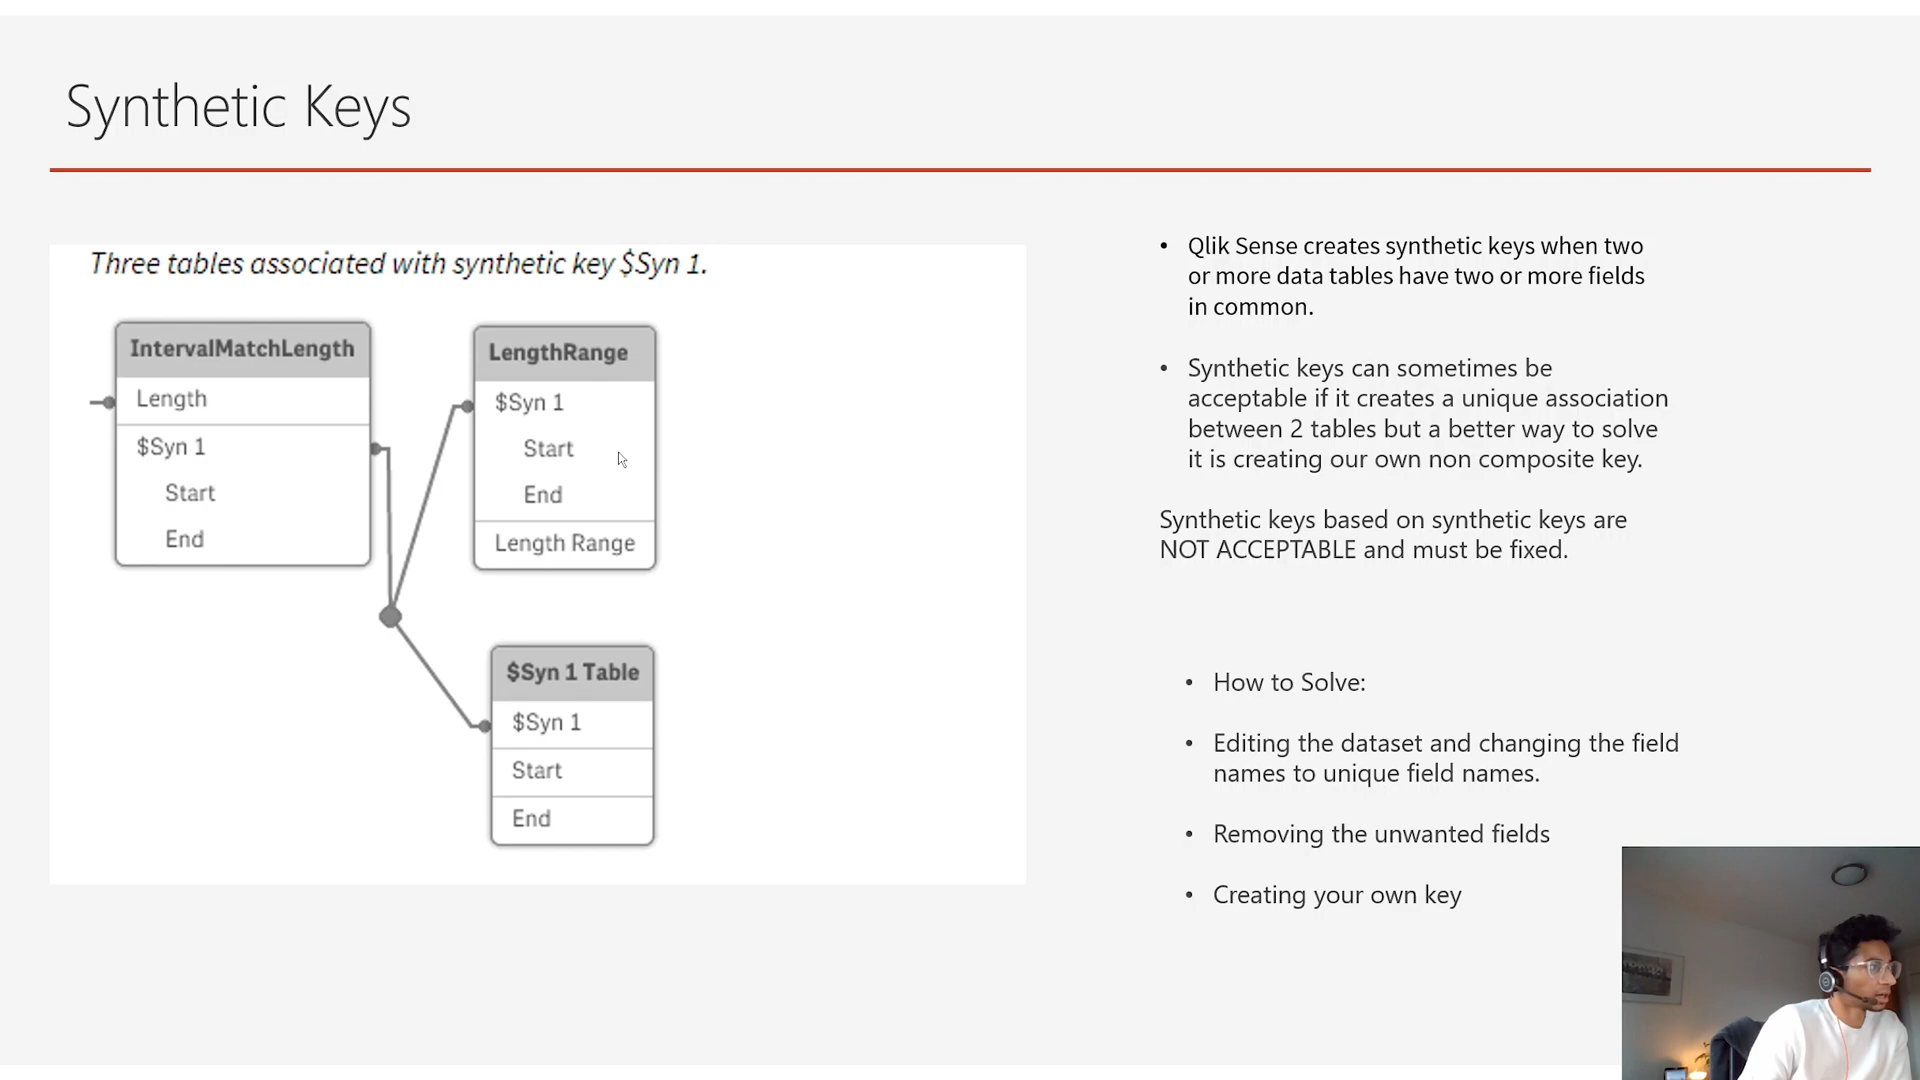 Synthetic Keys
Three tables associated with synthetic key $Syn 1.
IntervalMatchLength
Length
$Syn 1
Start
End
LengthRange
$Syn 1
Start
End
Length Range
$Syn 1 Table
$Syn 1
Start
End
• Qlik Sense creates synthetic keys when two
or more data tables have two or more fields
in common.
• Synthetic keys can sometimes be
acceptable if it creates a unique association
between 2 tables but a better way to solve
it is creating our own non composite key.
Synthetic keys based on synthetic keys are
NOT ACCEPTABLE and must be fixed.
• How to Solve:
• Editing the dataset and changing the field
names to unique field names.
• Removing the unwanted fields
• Creating your own key